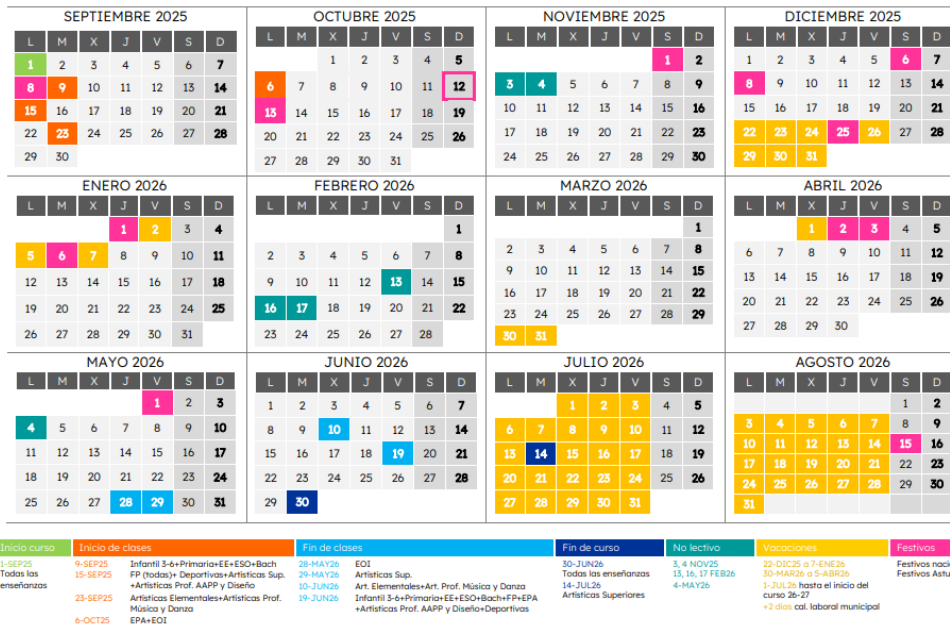 SEPTIEMBRE 2025
L M X J V S D
1 2 3 4 5 6 7
8 9 10 11 12 13 14
15 16 17 18 19 20 21
22 23 24 25 26 27 28
29 30
OCTUBRE 2025
L M X J V S D
1 2 3 4 5
6 7 8 9 10 11 12
13 14 15 16 17 18 19
20 21 22 23 24 25 26
27 28 29 30 31
NOVIEMBRE 2025
L M X J V S D
1 2
3 4 5 6 7 8 9
10 11 12 13 14 15 16
17 18 19 20 21 22 23
24 25 26 27 28 29 30
DICIEMBRE 2025
L M X J V S D
1 2 3 4 5 6 7
8 9 10 11 12 13 14
15 16 17 18 19 20 21
22 23 24 25 26 27 28
29 30 31
ENERO 2026
L M X J V S D
1 2 3 4
5 6 7 8 9 10 11
12 13 14 15 16 17 18
19 20 21 22 23 24 25
26 27 28 29 30 31
FEBRERO 2026
L M X J V S D
1
2 3 4 5 6 7 8
9 10 11 12 13 14 15
16 17 18 19 20 21 22
23 24 25 26 27 28
MARZO 2026
L M X J V S D
1
2 3 4 5 6 7 8
9 10 11 12 13 14 15
16 17 18 19 20 21 22
23 24 25 26 27 28 29
30 31
ABRIL 2026
L M X J V S D
1 2 3 4 5
6 7 8 9 10 11 12
13 14 15 16 17 18 19
20 21 22 23 24 25 26
27 28 29 30
MAYO 2026
L M X J V S D
1 2 3
4 5 6 7 8 9 10
11 12 13 14 15 16 17
18 19 20 21 22 23 24
25 26 27 28 29 30 31
JUNIO 2026
L M X J V S D
1 2 3 4 5 6 7
8 9 10 11 12 13 14
15 16 17 18 19 20 21
22 23 24 25 26 27 28
29 30
JULIO 2026
L M X J V S D
1 2 3 4 5
6 7 8 9 10 11 12
13 14 15 16 17 18 19
20 21 22 23 24 25 26
27 28 29 30 31
AGOSTO 2026
L M X J V S D
1 2
3 4 5 6 7 8 9
10 11 12 13 14 15 16
17 18 19 20 21 22 23
24 25 26 27 28 29 30
31
Inicio curso
1-SEP25
Todas las
enseñanzas
Inicio de clases
9-SEP25 Infantil 3-6+Primaria+EE+ESO+Bach
15-SEP25 FP (todas)+ Deportivas+Artísticas Sup.
+Artísticas Prof. AAPP y Diseño
23-SEP25 Artísticas Elementales+Artísticas Prof.
Música y Danza
6-OCT25 EPA+EOI
Fin de clases
28-MAY26 EOI
29-MAY26 Artísticas Sup.
10-JUN26 Art. Elementales+Art. Prof. Música y Danza
19-JUN26 Infantil 3-6+Primaria+EE+ESO+Bach+FP+EPA
+Artísticas Prof. AAPP y Diseño+Deportivas
Fin de curso
30-JUN26
Todas las enseñanzas
14-JUL26
Artísticas Superiores
No lectivo
3, 4 NOV25
13, 16, 17 FEB26
4-MAY26
Vacaciones
22-DIC25 a 7-ENE26
30-MAR26 a 5-ABR26
1-JUL26 hasta el inicio del
curso 26-27
+2 días cal. laboral municipal
Festivos
Festivos naci
Festivos Astu